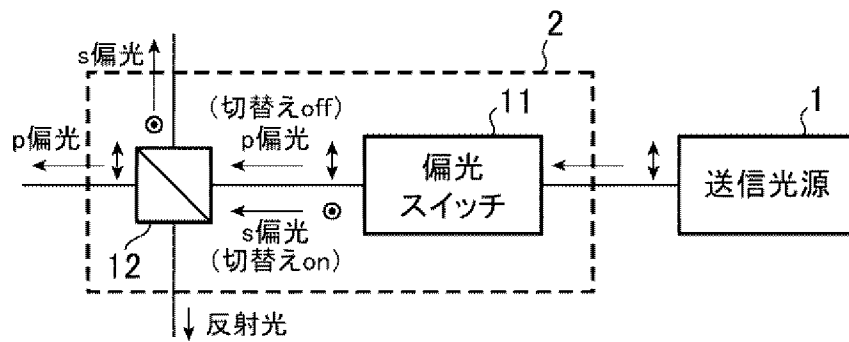 s偏光
2
(切替えoff)
11
1
p偏光
p偏光
偏光
スイッチ
送信光源
s偏光
(切替えon)
12
反射光